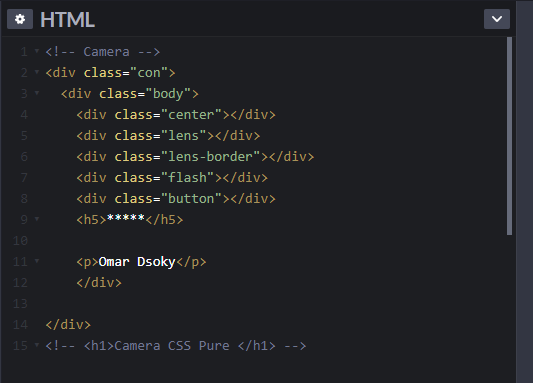 HTML
1 <!-- Camera -->
2 <div class="con">
3 <div class="body">
4 <div class="center"></div>
5 <div class="lens"></div>
6 <div class="lens-border"></div>
7 <div class="flash"></div>
8 <div class="button"></div>
9 <h5>*****</h5>
10
11 <p>Omar Dsoky</p>
12 </div>
13
14 </div>
15 <!-- <h1>Camera CSS Pure </h1> -->